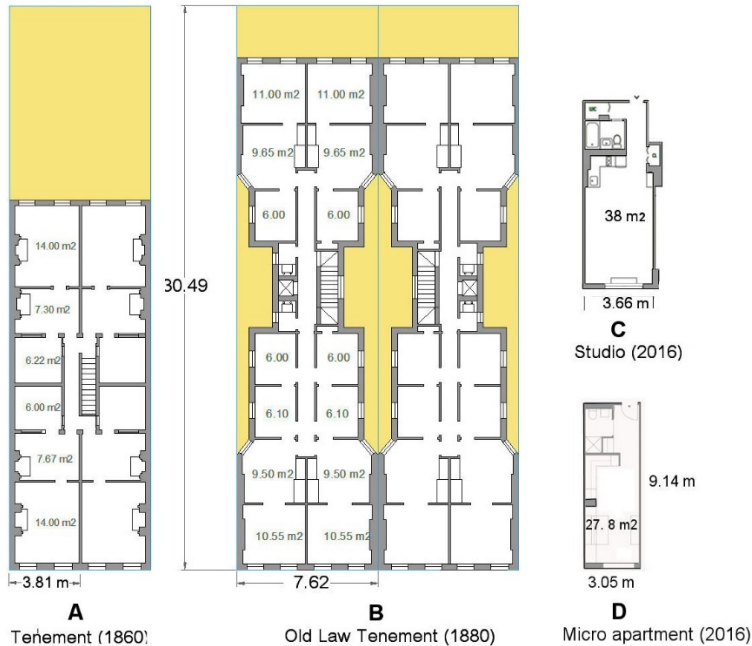 14.00 m2
7.30 m2
6.22 m2
6.00 m2
7.67 m2
14.00 m2
3.81 m
A
Tenement (1860)
30.49
11.00 m2 11.00 m2
9.65 m2 9.65 m2
6.00 6.00
6.00 6.00
6.10 6.10
9.50 m2 9.50 m2
10.55 m2 10.55 m2
7.62
B
Old Law Tenement (1880)
38 m2
3.66 m
C
Studio (2016)
9.14 m
27. 8 m2
3.05 m
D
Micro apartment (2016)